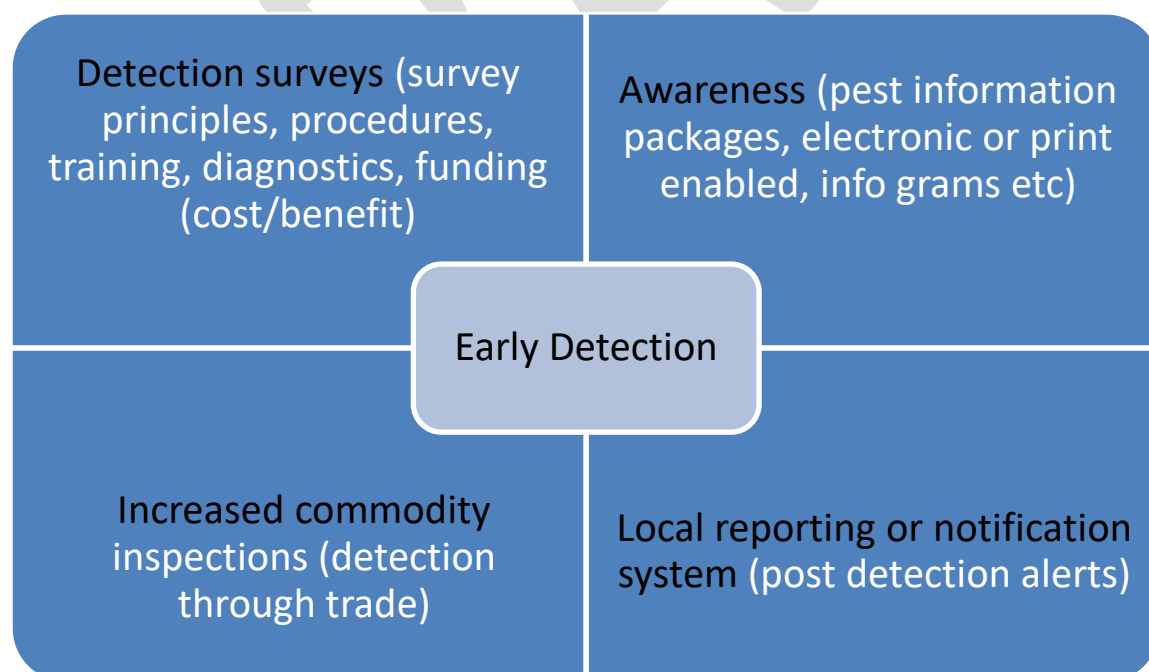 Detection surveys (survey
principles, procedures,
training, diagnostics, funding
(cost/benefit)
Awareness (pest information
packages, electronic or print
enabled, info grams etc)
Early Detection
Increased commodity
inspections (detection
through trade)
Local reporting or notification
system (post detection alerts)